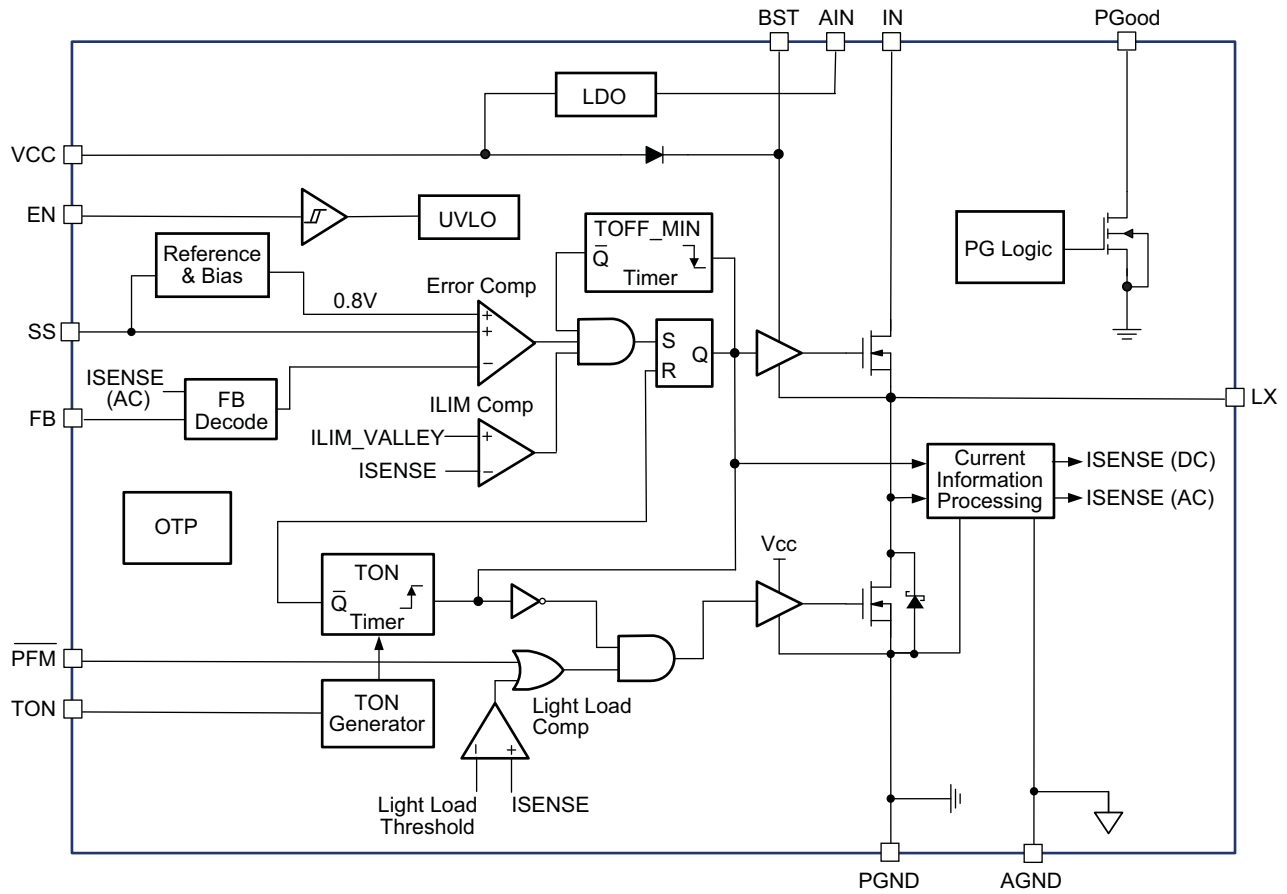 BST AIN IN PGood
LDO
VCC
EN
UVLO
TOFF_MIN
Q̅
Timer
PG Logic
Reference
& Bias
Error Comp
0.8V
+
+
−
SS
S
R
Q
ISENSE
(AC)
FB
Decode
FB
LX
ILIM Comp
ILIM_VALLEY
+
ISENSE
−
Current
Information
Processing
ISENSE (DC)
ISENSE (AC)
OTP
Vcc
TON
Q̅
Timer
P̅F̅M̅
TON
TON
Generator
Light Load
Comp
−
+
Light Load
Threshold
ISENSE
PGND AGND